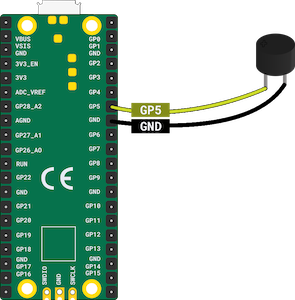 VBUS
VSIS
GND
3V3_EN
3V3
ADC_VREF
GP28_A2
AGND
GP27_A1
GP26_A0
RUN
GP22
GND
GP21
GP20
GP19
GP18
GND
GP17
GP16
GP0
GP1
GND
GP2
GP3
GP4
GP5
GND
GP6
GP7
GP8
GP9
GND
GP10
GP11
GP12
GP13
GND
GP14
GP15
CE
SWDIO
GND
SWCLK
GP5
GND